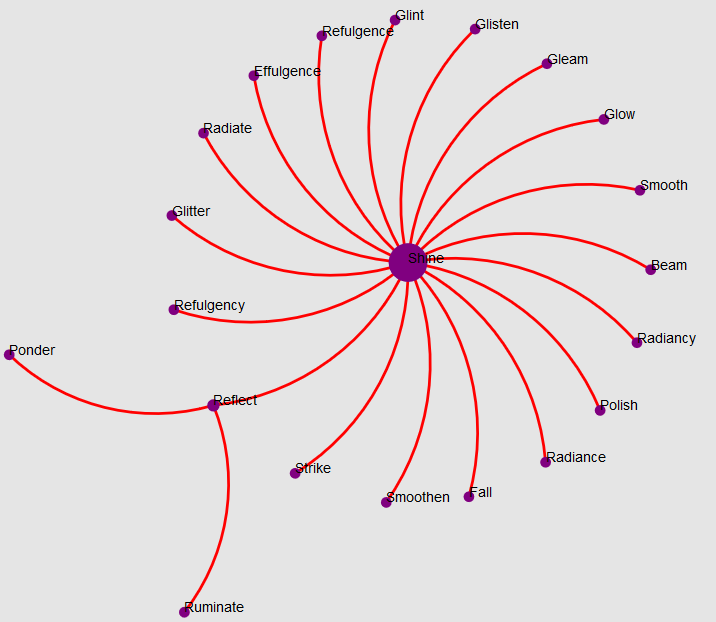 Glint
Glisten
Refulgence
Gleam
Effulgence
Glow
Radiate
Smooth
Glitter
Shine
Beam
Refulgency
Radiancy
Ponder
Reflect
Polish
Radiance
Strike
Fall
Smoothen
Ruminate